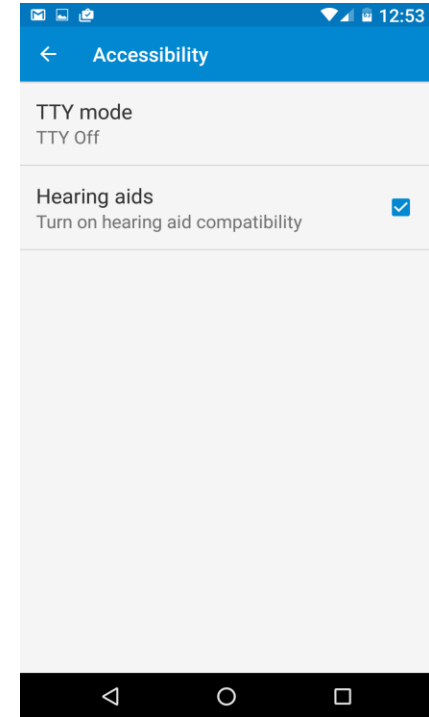 12:53
Accessibility
TTY mode
TTY Off
Hearing aids
Turn on hearing aid compatibility